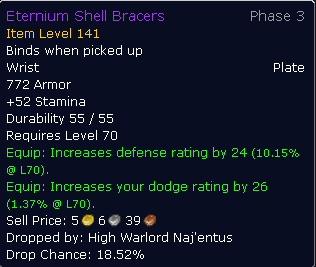 Eternium Shell Bracers Phase 3
Item Level 141
Binds when picked up
Wrist Plate
772 Armor
+52 Stamina
Durability 55 / 55
Requires Level 70
Equip: Increases defense rating by 24 (10.15%
@ L70).
Equip: Increases your dodge rating by 26
(1.37% @ L70).
Sell Price: 5 6 39
Dropped by: High Warlord Naj'entus
Drop Chance: 18.52%